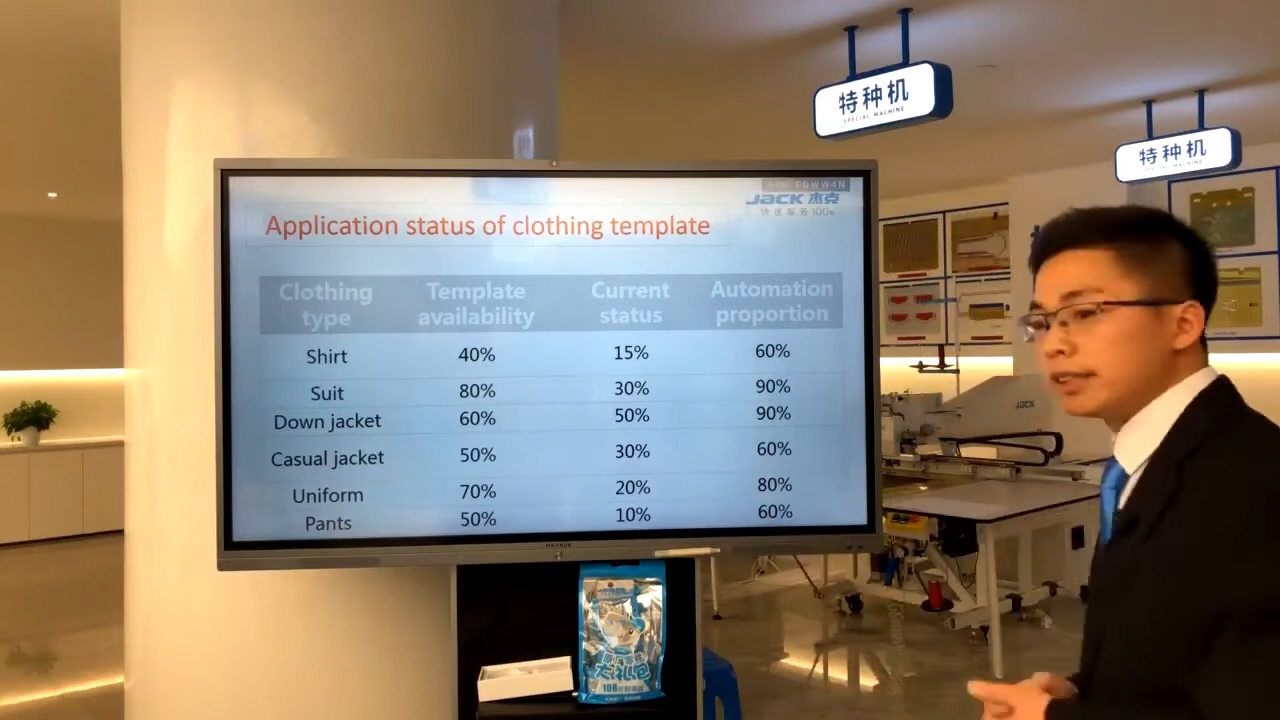 特种机
SPECIAL MACHINE
特种机
JACK 杰克
快速服务100%
Application status of clothing template
Clothing type
Template availability
Current status
Automation proportion
Shirt 40% 15% 60%
Suit 80% 30% 90%
Down jacket 60% 50% 90%
Casual jacket 50% 30% 60%
Uniform 70% 20% 80%
Pants 50% 10% 60%
JACK
大礼包